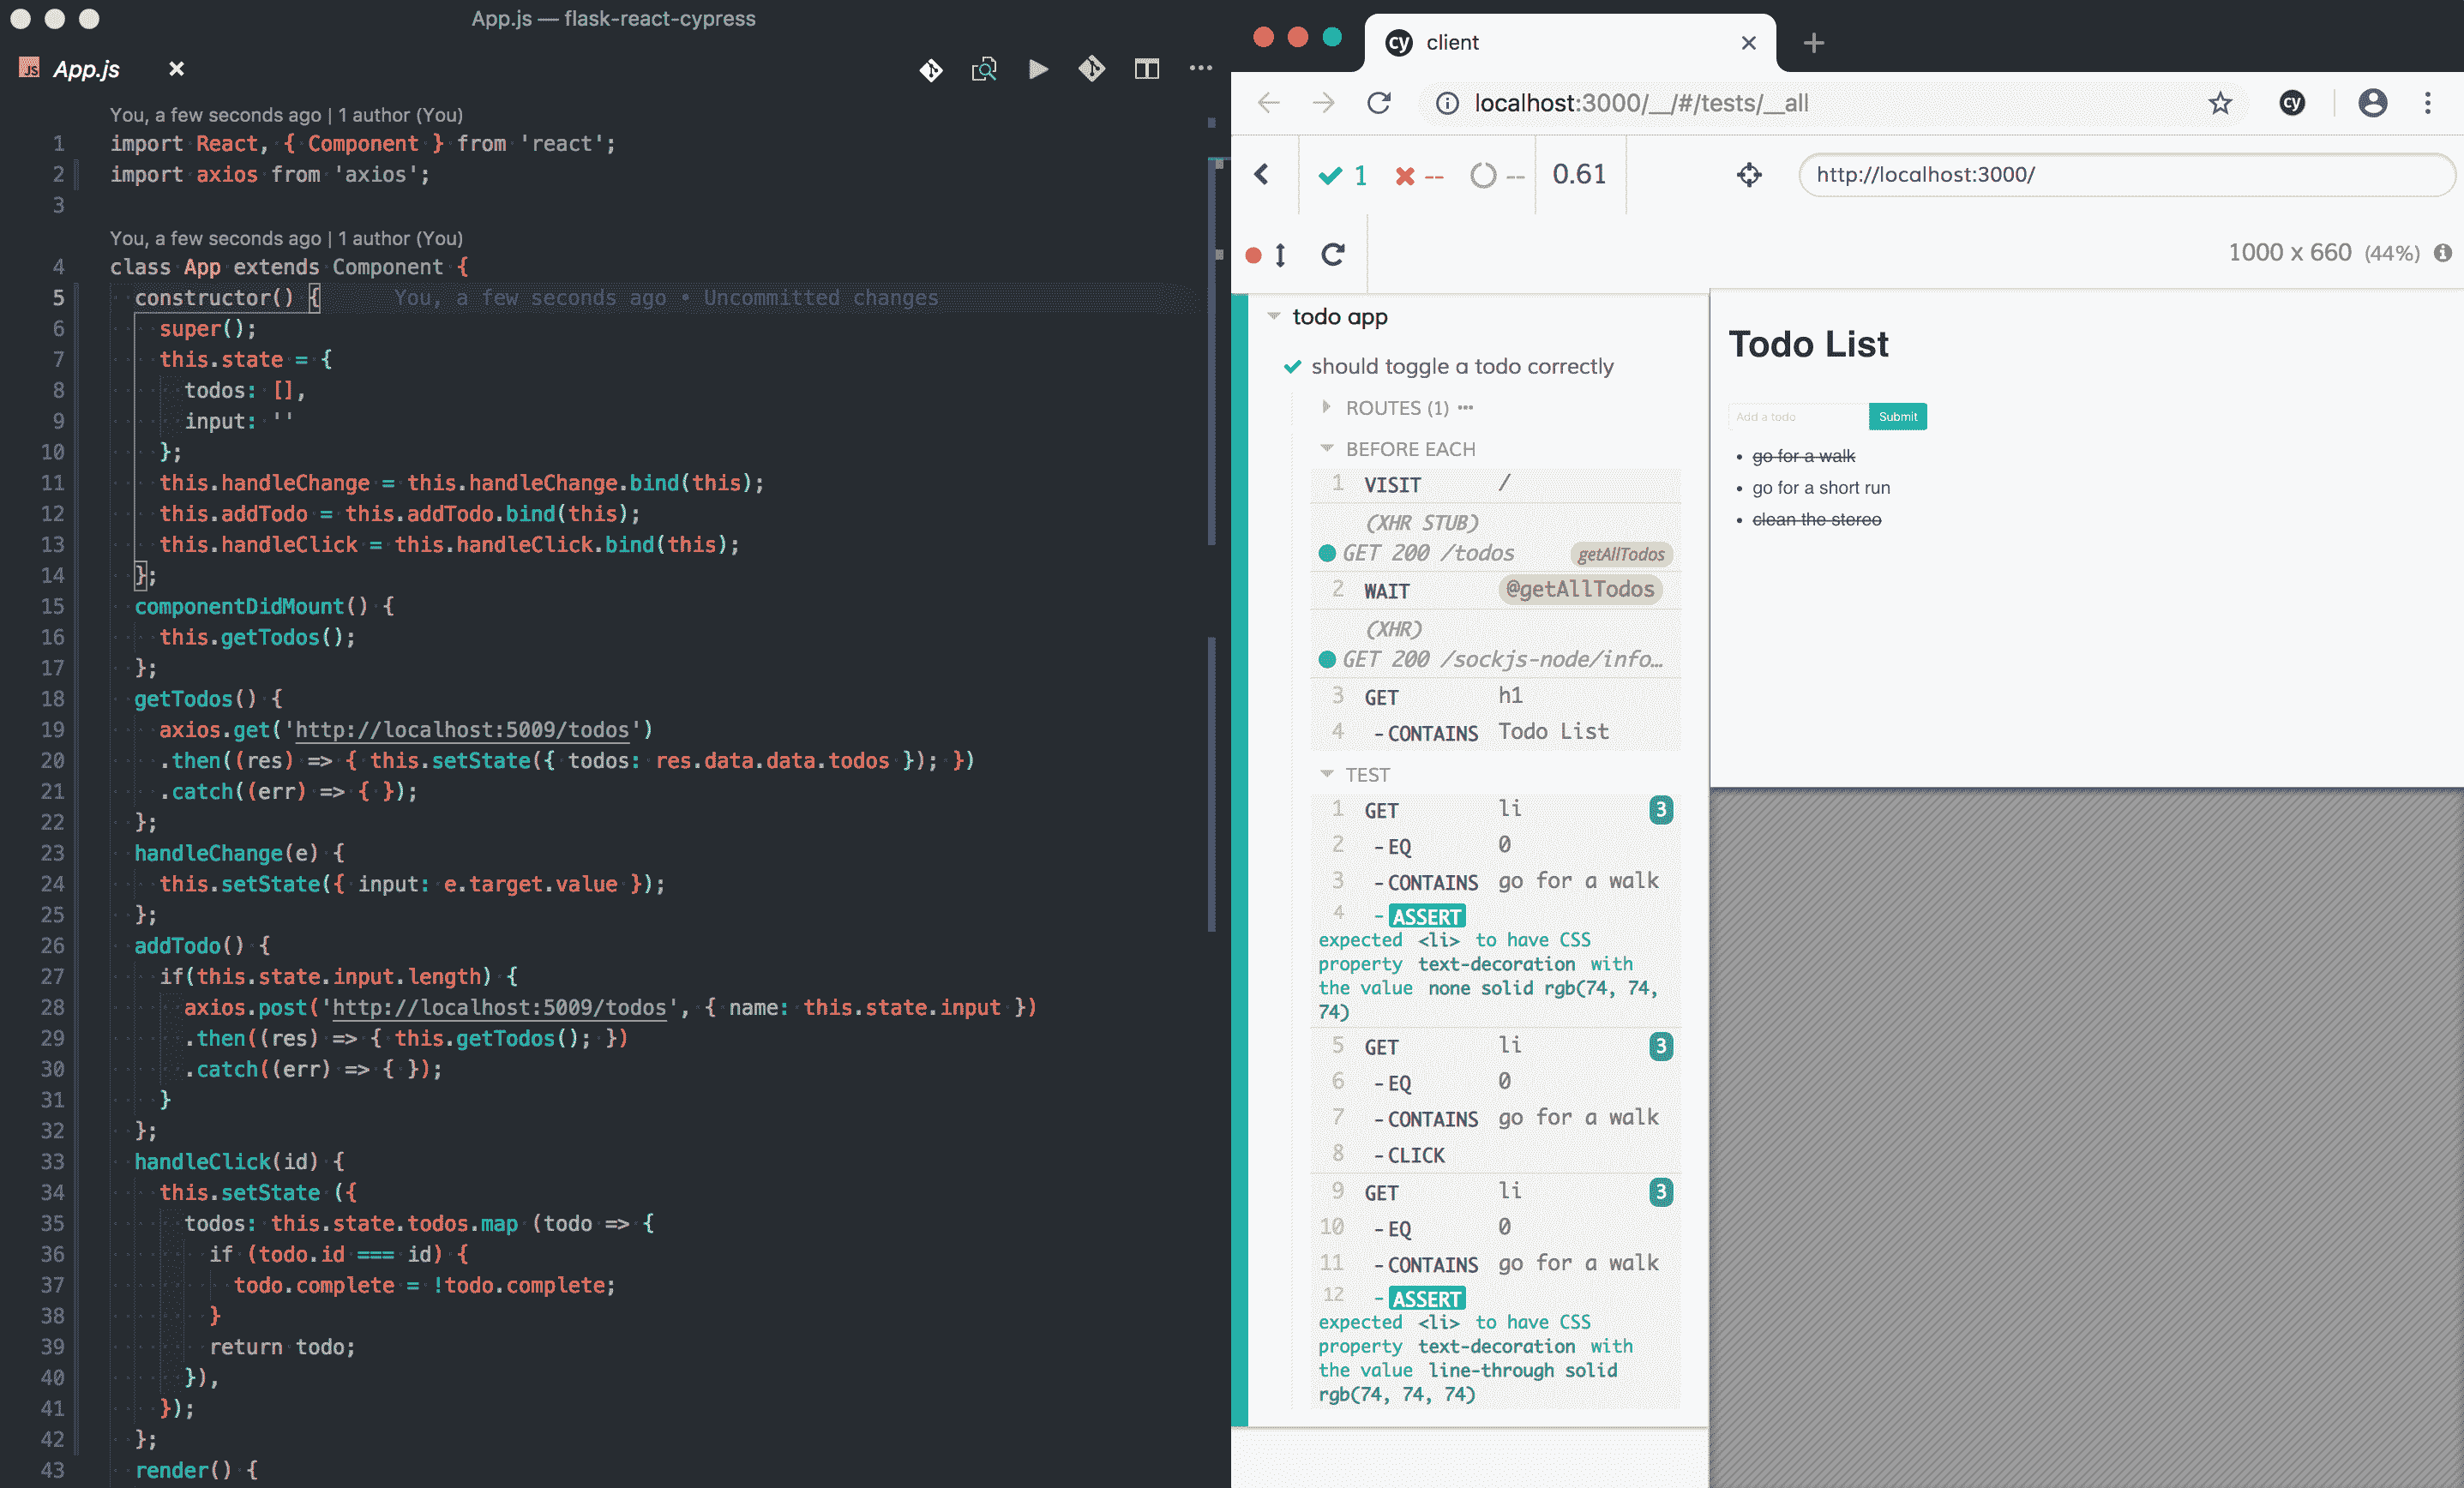 App.js — flask-react-cypress
JS App.js
You, a few seconds ago | 1 author (You)
1 import React, { Component } from 'react';
2 import axios from 'axios';
3
You, a few seconds ago | 1 author (You)
4 class App extends Component {
5 constructor() { You, a few seconds ago • Uncommitted changes
6 super();
7 this.state = {
8 todos: [],
9 input: ''
10 };
11 this.handleChange = this.handleChange.bind(this);
12 this.addTodo = this.addTodo.bind(this);
13 this.handleClick = this.handleClick.bind(this);
14 };
15 componentDidMount() {
16 this.getTodos();
17 };
18 getTodos() {
19 axios.get('http://localhost:5009/todos')
20 .then((res) => { this.setState({ todos: res.data.data.todos }); })
21 .catch((err) => { });
22 };
23 handleChange(e) {
24 this.setState({ input: e.target.value });
25 };
26 addTodo() {
27 if(this.state.input.length) {
28 axios.post('http://localhost:5009/todos', { name: this.state.input })
29 .then((res) => { this.getTodos(); })
30 .catch((err) => { });
31 }
32 };
33 handleClick(id) {
34 this.setState ({
35 todos: this.state.todos.map (todo => {
36 if (todo.id === id) {
37 todo.complete = !todo.complete;
38 }
39 return todo;
40 }),
41 });
42 };
43 render() {
cy client
localhost:3000/__/#/tests/__all cy
1 -- -- 0.61 http://localhost:3000/
1000 x 660 (44%)
todo app
should toggle a todo correctly
ROUTES (1)
BEFORE EACH
1 VISIT /
(XHR STUB)
GET 200 /todos getAllTodos
2 WAIT @getAllTodos
(XHR)
GET 200 /sockjs-node/info…
3 GET h1
4 -CONTAINS Todo List
TEST
1 GET li 3
2 -EQ 0
3 -CONTAINS go for a walk
4 -ASSERT
expected <li> to have CSS
property text-decoration with
the value none solid rgb(74, 74,
74)
5 GET li 3
6 -EQ 0
7 -CONTAINS go for a walk
8 -CLICK
9 GET li 3
10 -EQ 0
11 -CONTAINS go for a walk
12 -ASSERT
expected <li> to have CSS
property text-decoration with
the value line-through solid
rgb(74, 74, 74)
Todo List
Add a todo Submit
• go for a walk
• go for a short run
• clean the stereo